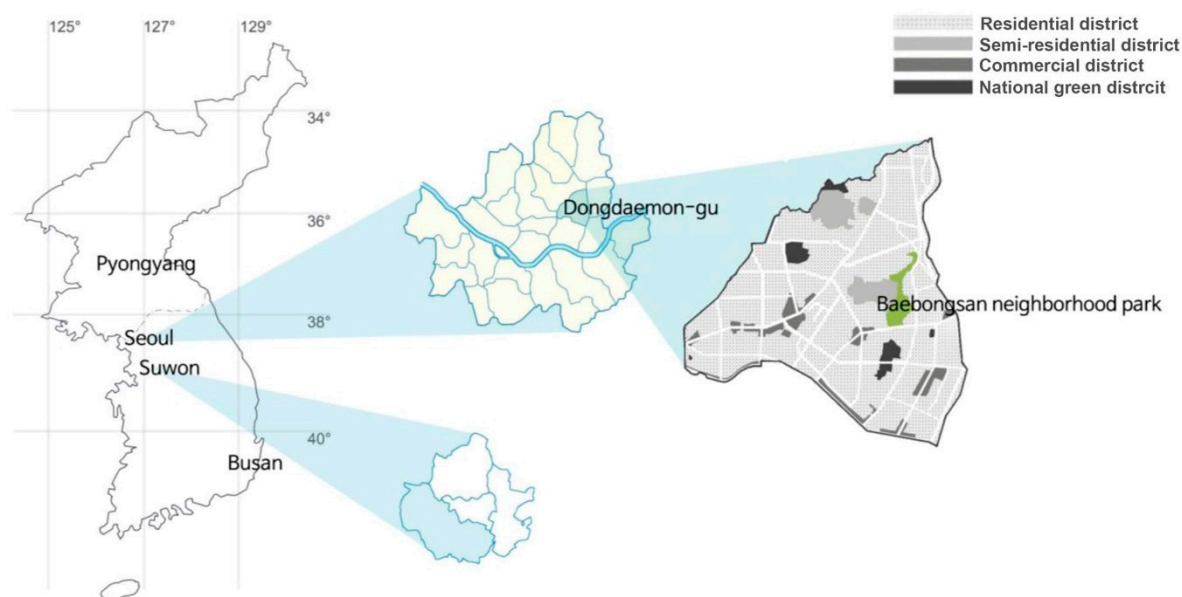 125°
127°
129°
Residential district
Semi-residential district
Commercial district
National green distrcit
34°
36°
Dongdaemon-gu
Pyongyang
Baebongsan neighborhood park
38°
Seoul
Suwon
40°
Busan